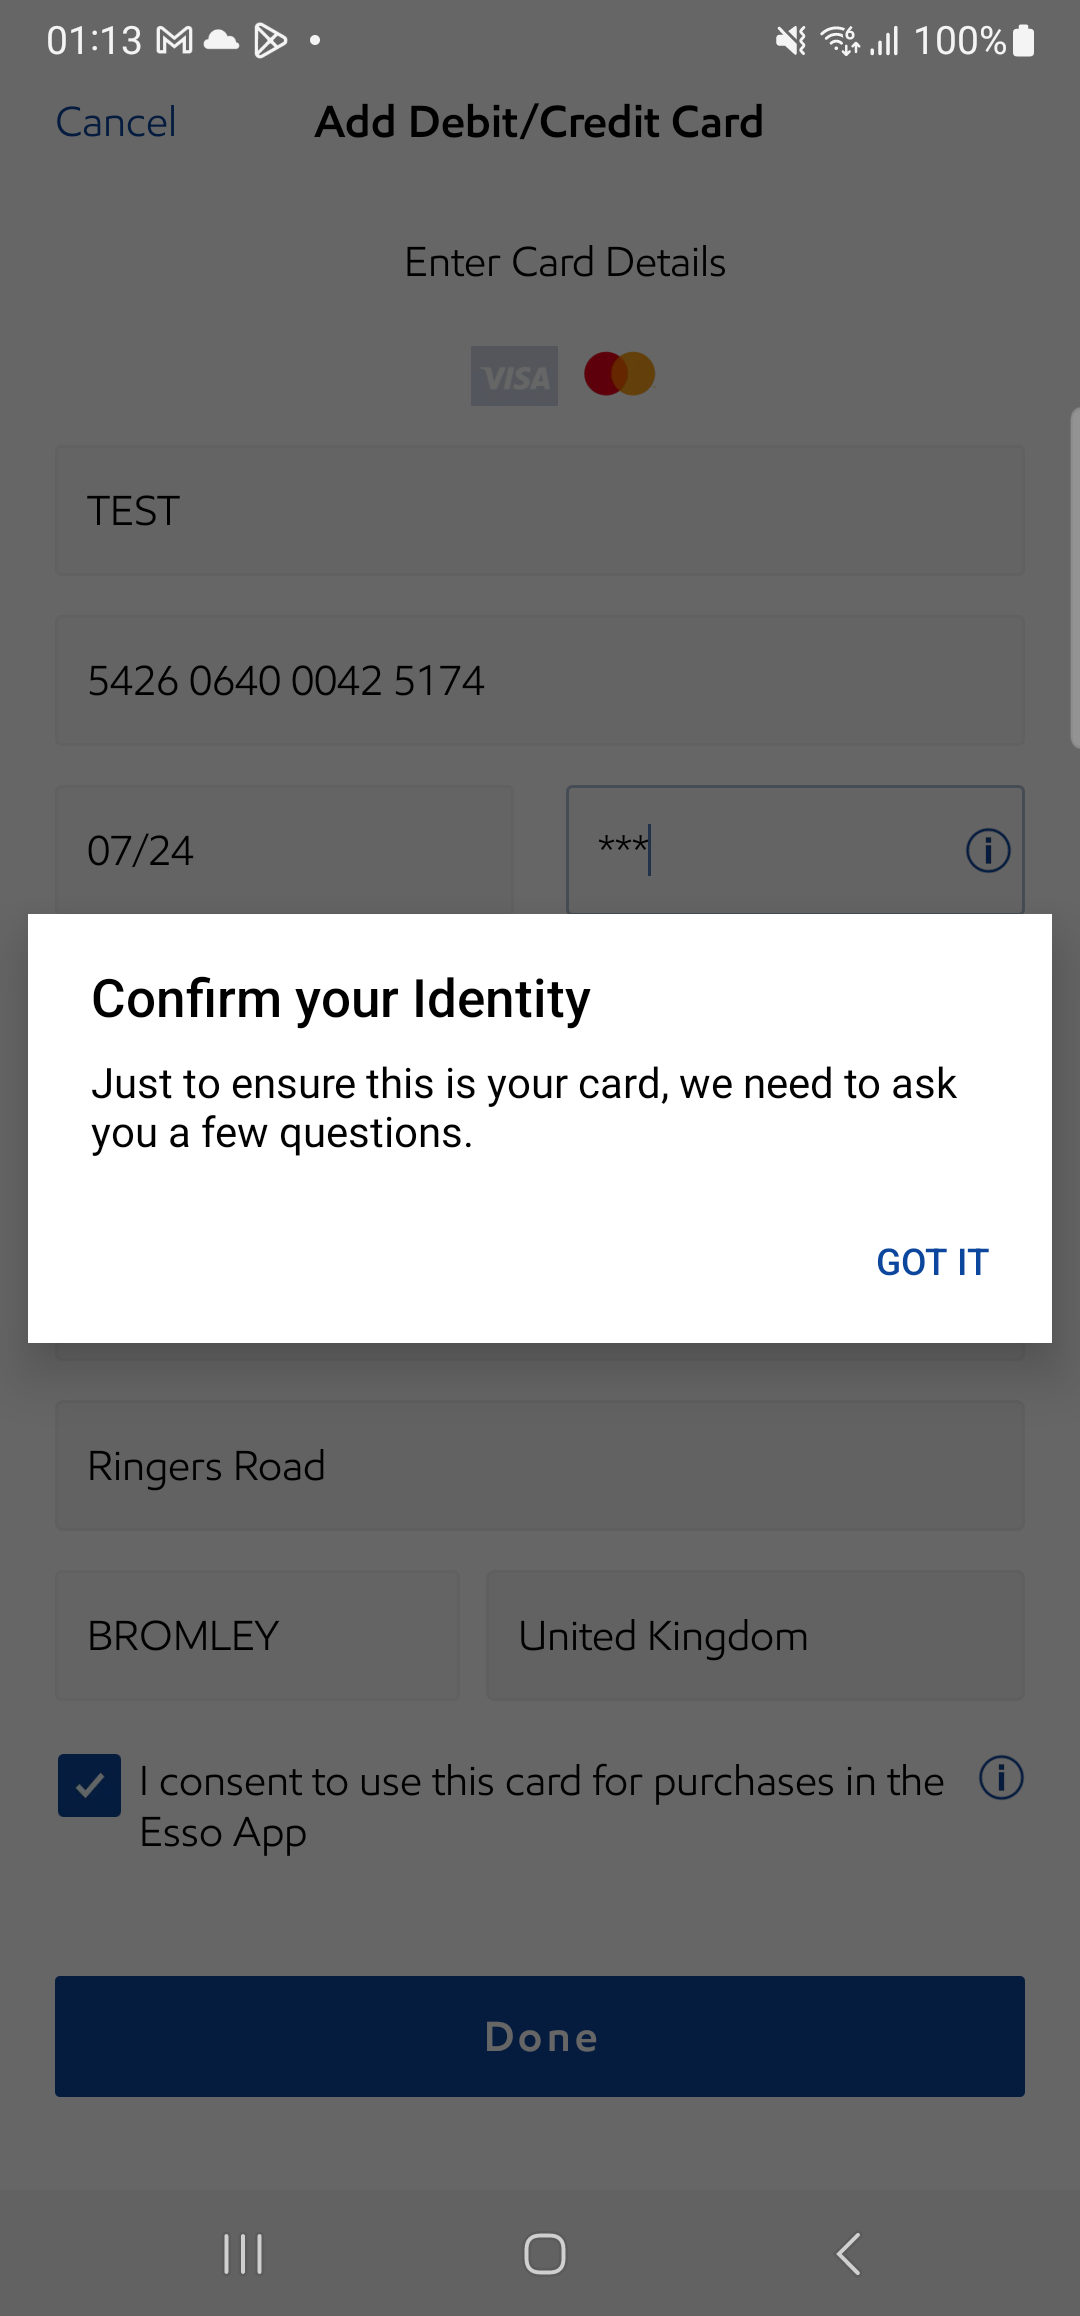 01:13
100%
Cancel
Add Debit/Credit Card
Enter Card Details
VISA
TEST
5426 0640 0042 5174
07/24
***
Confirm your Identity
Just to ensure this is your card, we need to ask
you a few questions.
GOT IT
Ringers Road
BROMLEY
United Kingdom
I consent to use this card for purchases in the
Esso App
Done